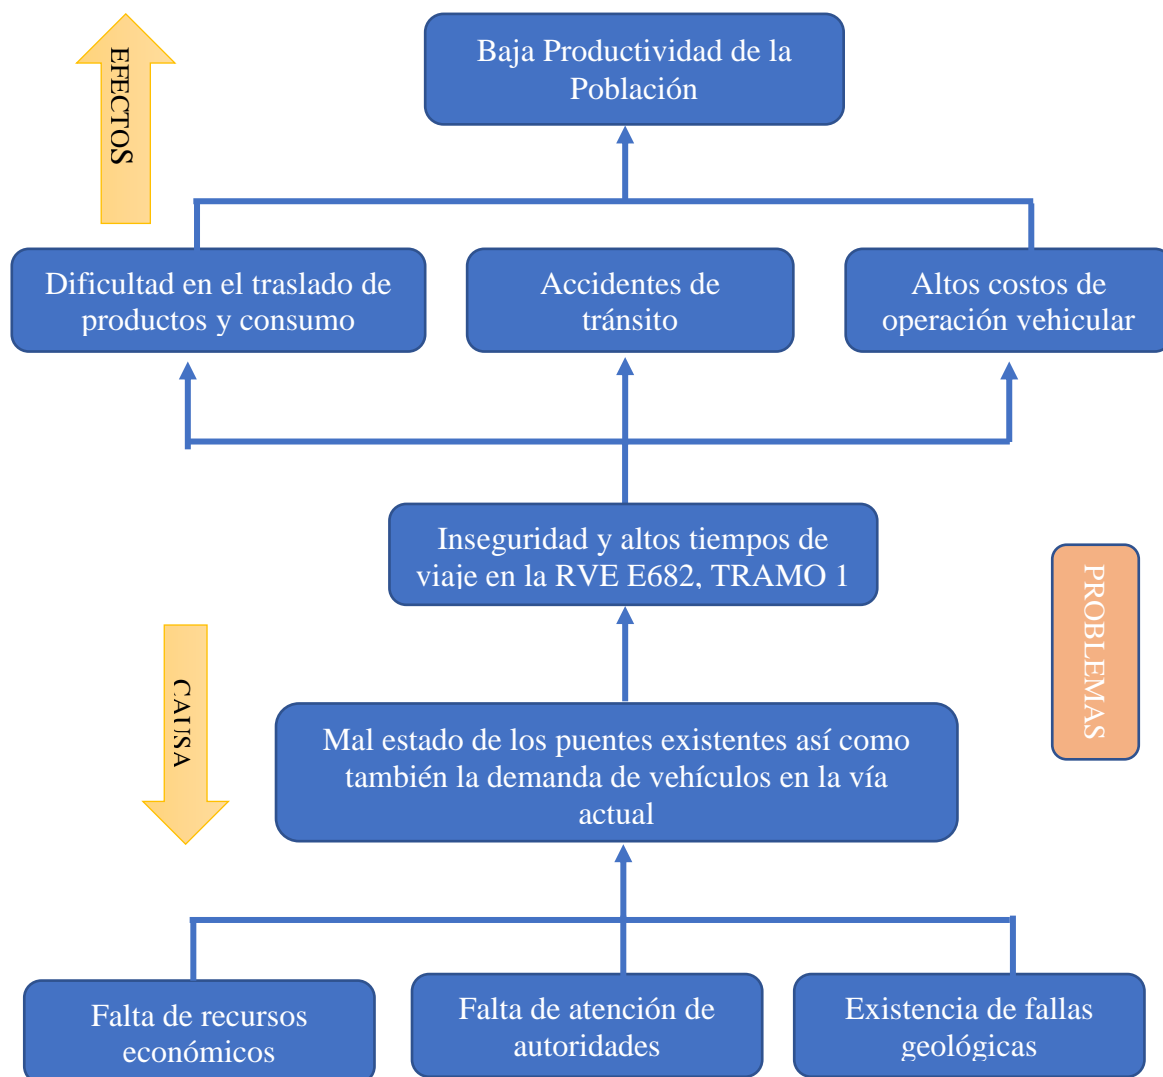 EFECTOS
Baja Productividad de la
Población
Dificultad en el traslado de
productos y consumo
Accidentes de
tránsito
Altos costos de
operación vehicular
Inseguridad y altos tiempos de
viaje en la RVE E682, TRAMO 1
PROBLEMAS
CAUSA
Mal estado de los puentes existentes así como
también la demanda de vehículos en la vía
actual
Falta de recursos
económicos
Falta de atención de
autoridades
Existencia de fallas
geológicas